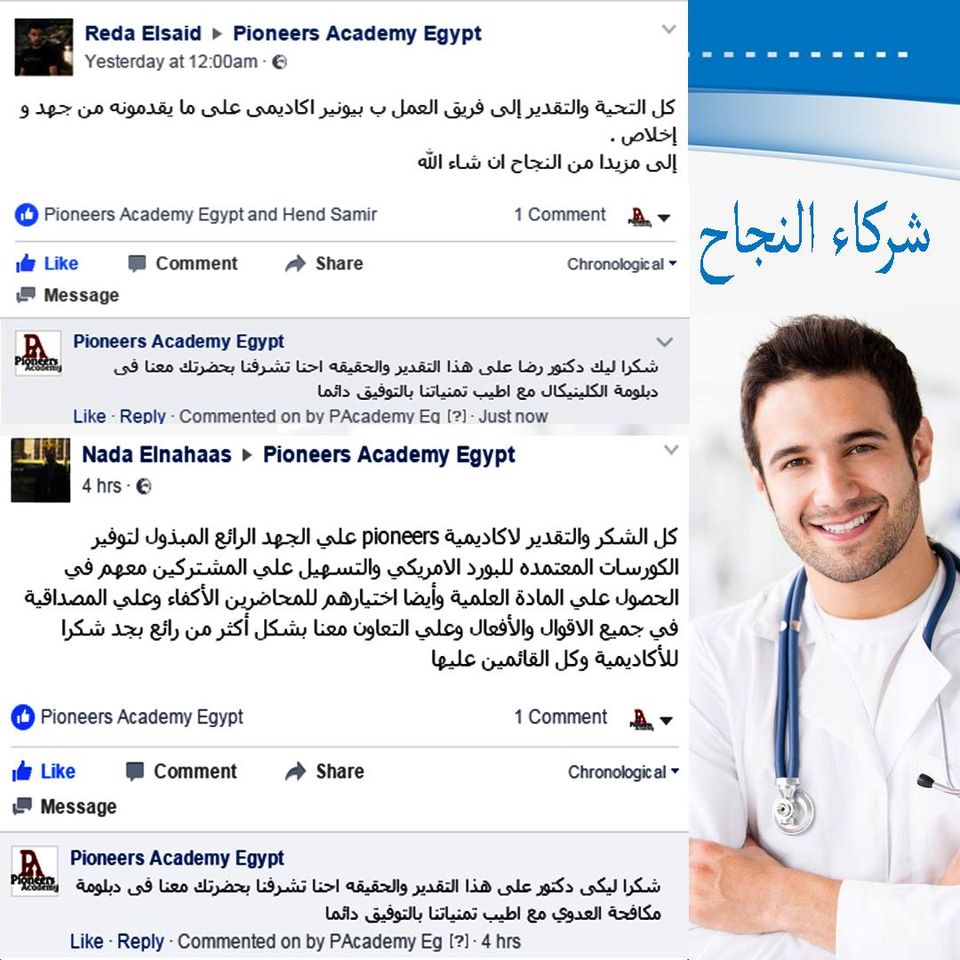 Reda Elsaid ▸ Pioneers Academy Egypt
Yesterday at 12:00am ·
كل التحية والتقدير إلى فريق العمل ب بيونير اكاديمى على ما يقدمونه من جهد و
إخلاص .
إلى مزيدا من النجاح ان شاء الله
Pioneers Academy Egypt and Hend Samir
1 Comment
Like Comment Share
Chronological
Message
PA Pioneers Academy
Pioneers Academy Egypt
شكرا ليك دكتور رضا على هذا التقدير والحقيقه احنا تشرفنا بحضرتك معنا فى
دبلومة الكلينيكال مع اطيب تمنياتنا بالتوفيق دائما
Like · Reply · Commented on by PAcademy Eg [?] · Just now
Nada Elnahaas ▸ Pioneers Academy Egypt
4 hrs ·
كل الشكر والتقدير لاكاديمية pioneers علي الجهد الرائع المبذول لتوفير
الكورسات المعتمده للبورد الامريكي والتسهيل علي المشتركين معهم في
الحصول علي المادة العلمية وأيضا اختيارهم للمحاضرين الأكفاء وعلي المصداقية
في جميع الاقوال والأفعال وعلي التعاون معنا بشكل أكثر من رائع بجد شكرا
للأكاديمية وكل القائمين عليها
Pioneers Academy Egypt
1 Comment
Like Comment Share
Chronological
Message
PA Pioneers Academy
Pioneers Academy Egypt
شكرا ليكى دكتور على هذا التقدير والحقيقه احنا تشرفنا بحضرتك معنا فى دبلومة
مكافحة العدوي مع اطيب تمنياتنا بالتوفيق دائما
Like · Reply · Commented on by PAcademy Eg [?] · 4 hrs
شركاء النجاح